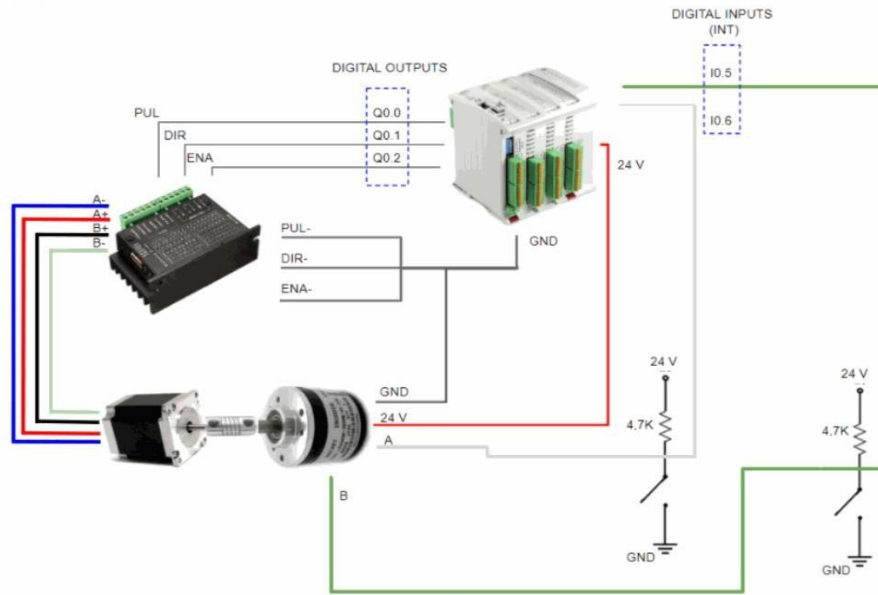 DIGITAL INPUTS
(INT)
I0.5
I0.6
DIGITAL OUTPUTS
PUL
Q0.0
DIR
Q0.1
ENA
Q0.2
24 V
A-
A+
B+
B-
PUL-
DIR-
ENA-
GND
GND
24 V
A
B
24 V
4,7K
GND
24 V
4,7K
GND